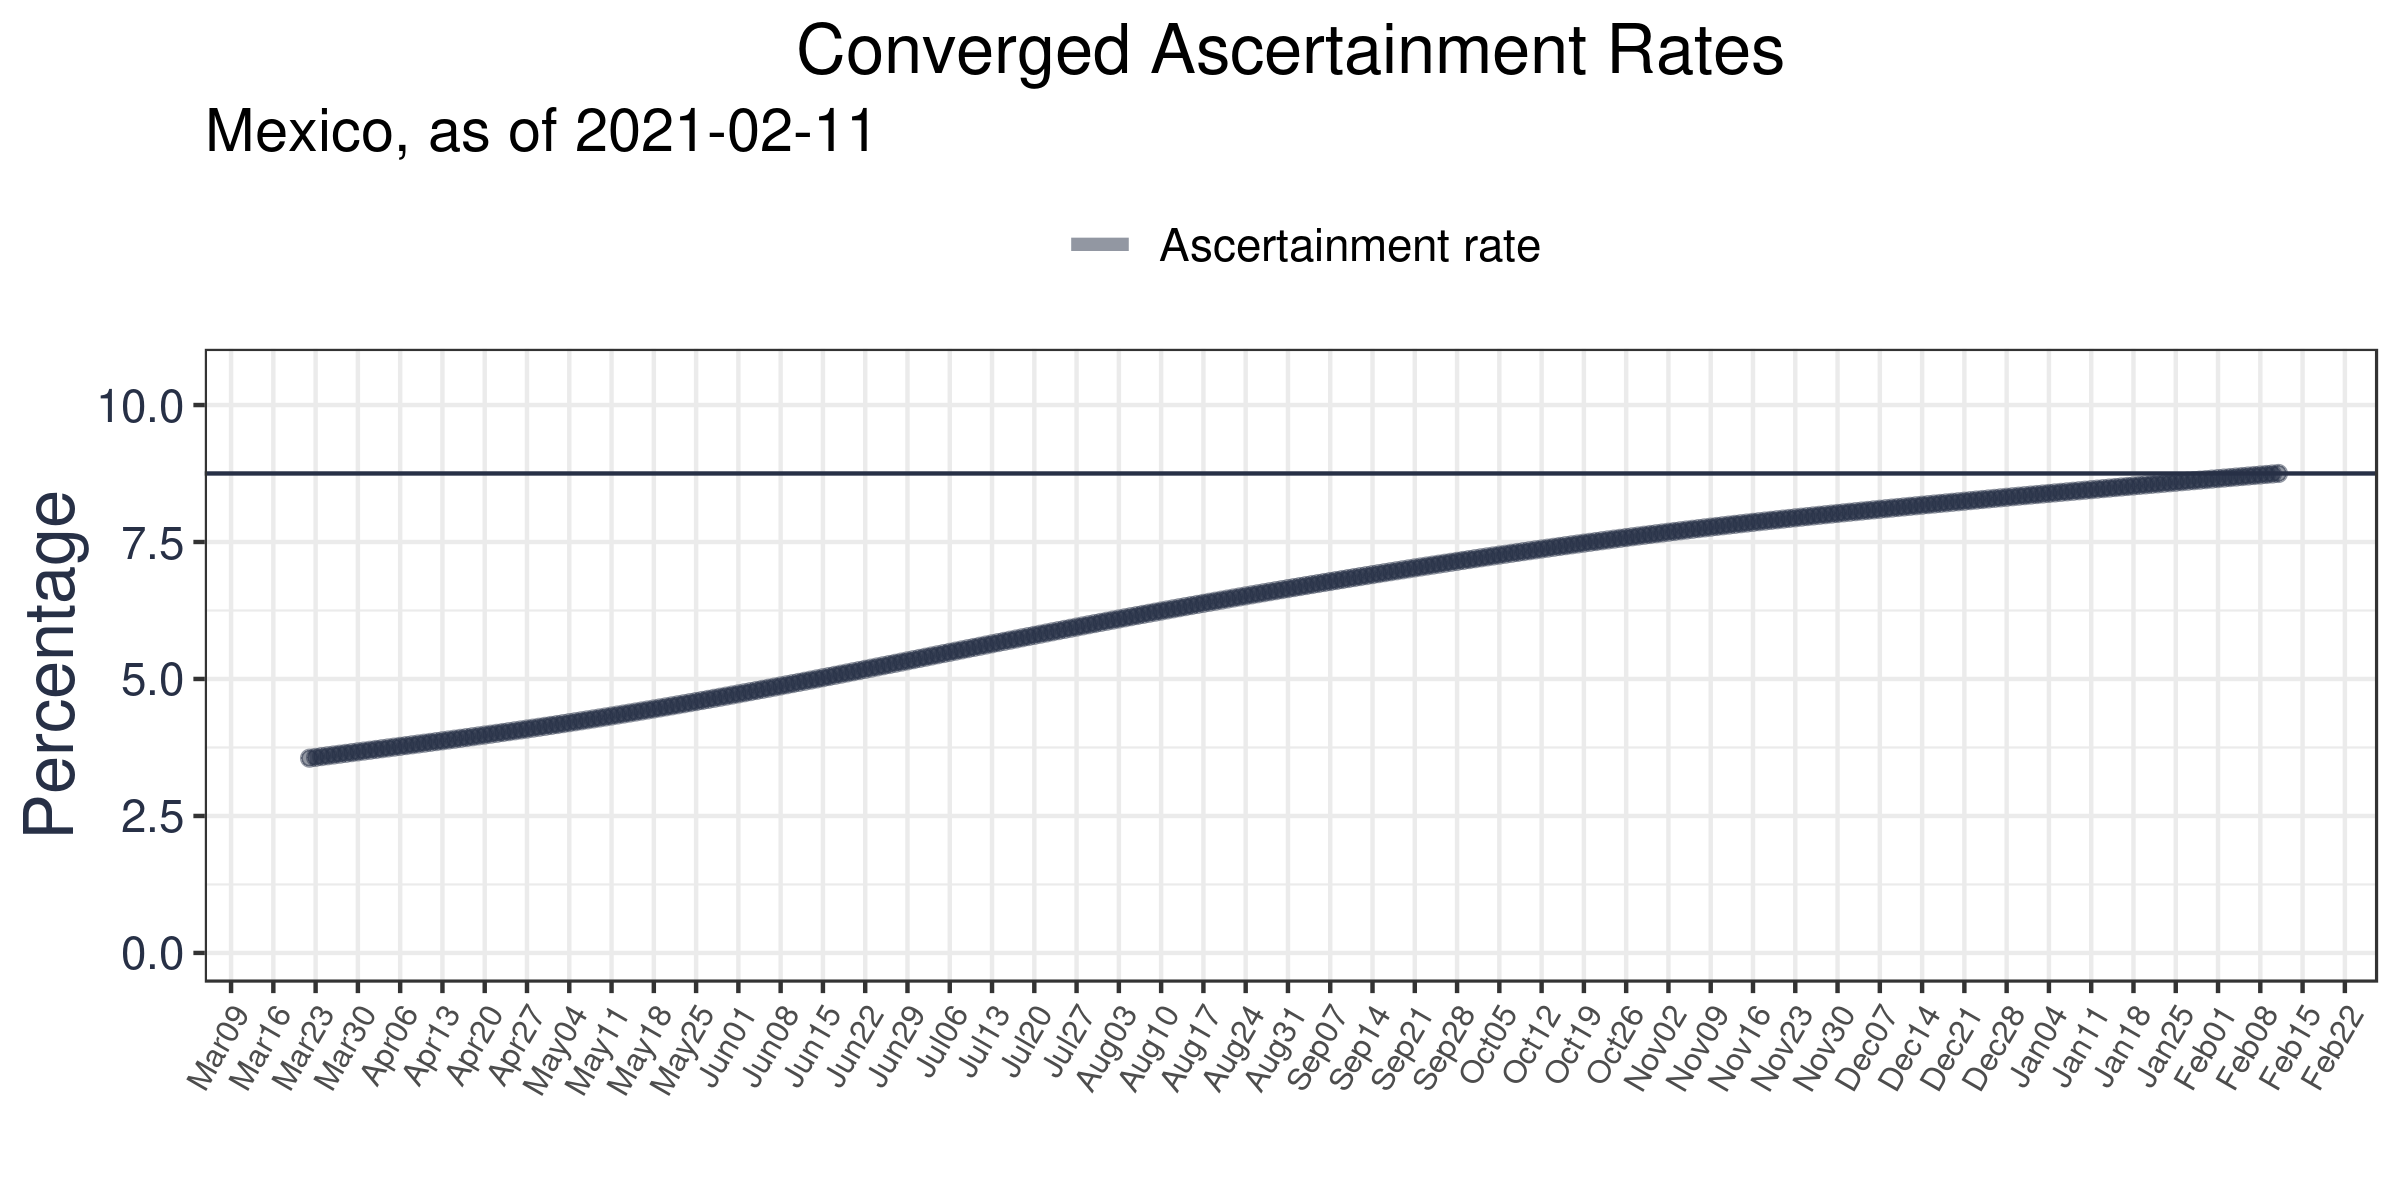 Converged Ascertainment Rates
Mexico, as of 2021-02-11
Ascertainment rate
Percentage
10.0
7.5
5.0
2.5
0.0
Mar09 Mar16 Mar23 Mar30 Apr06 Apr13 Apr20 Apr27 May04 May11 May18 May25 Jun01 Jun08 Jun15 Jun22 Jun29 Jul06 Jul13 Jul20 Jul27 Aug03 Aug10 Aug17 Aug24 Aug31 Sep07 Sep14 Sep21 Sep28 Oct05 Oct12 Oct19 Oct26 Nov02 Nov09 Nov16 Nov23 Nov30 Dec07 Dec14 Dec21 Dec28 Jan04 Jan11 Jan18 Jan25 Feb01 Feb08 Feb15 Feb22